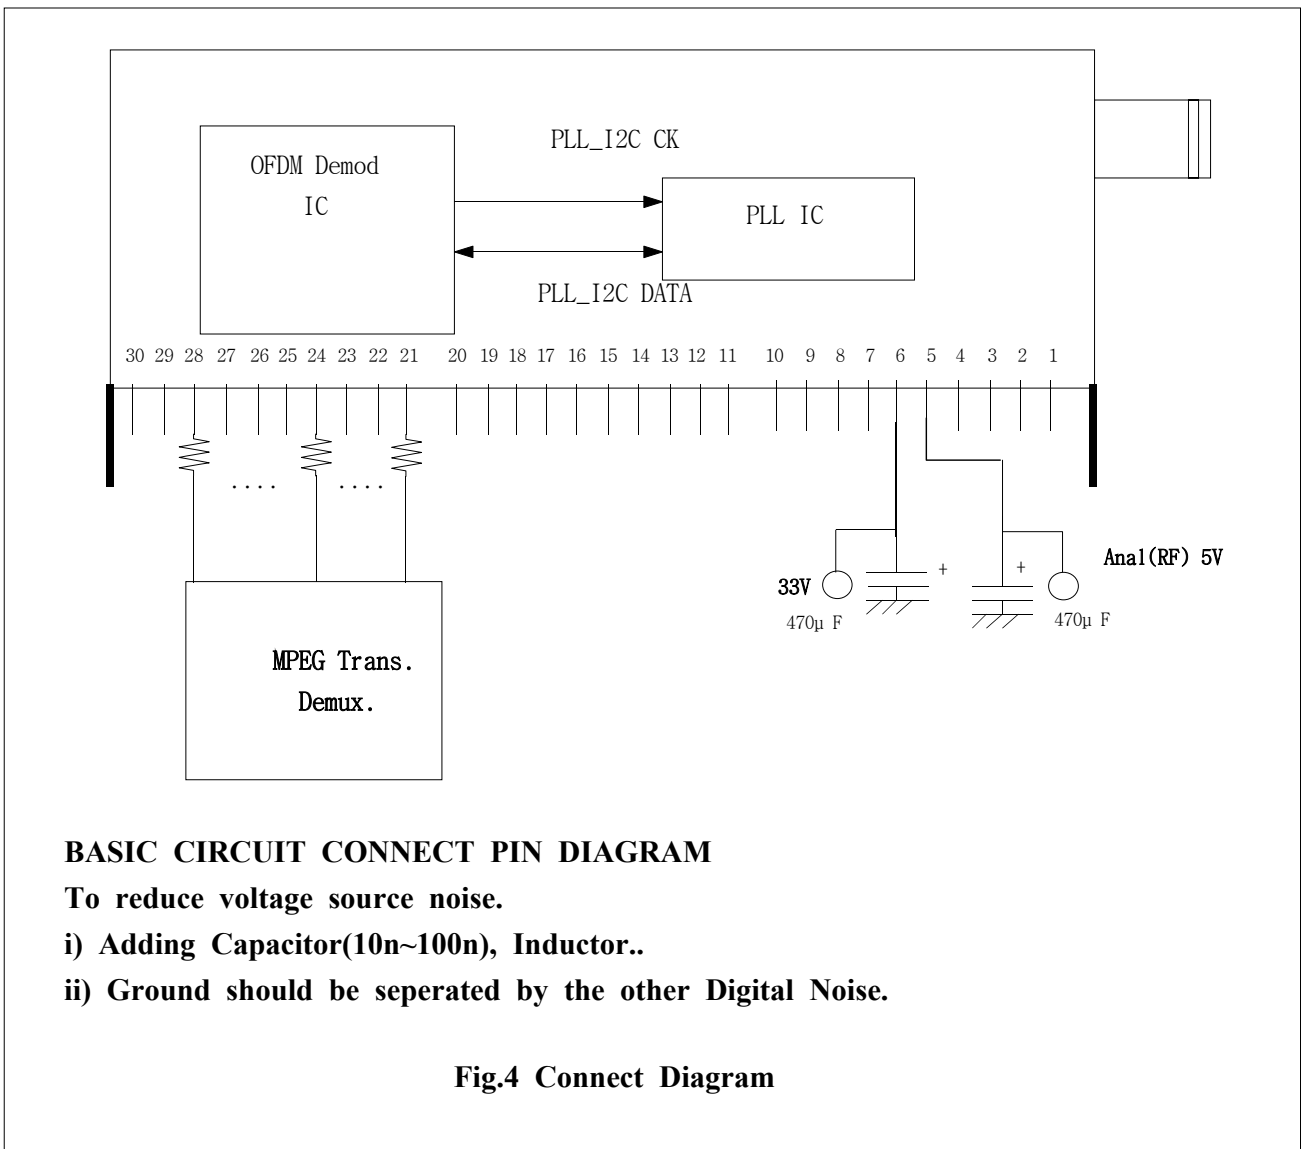 PLL_I2C CK
OFDM Demod
IC
PLL IC
PLL_I2C DATA
30 29 28 27 26 25 24 23 22 21 20 19 18 17 16 15 14 13 12 11 10 9 8 7 6 5 4 3 2 1
. . . . . . . .
Anal(RF) 5V
+ +
33V
470μ F 470μ F
MPEG Trans.
Demux.
BASIC CIRCUIT CONNECT PIN DIAGRAM
To reduce voltage source noise.
i) Adding Capacitor(10n~100n), Inductor..
ii) Ground should be seperated by the other Digital Noise.
Fig.4 Connect Diagram